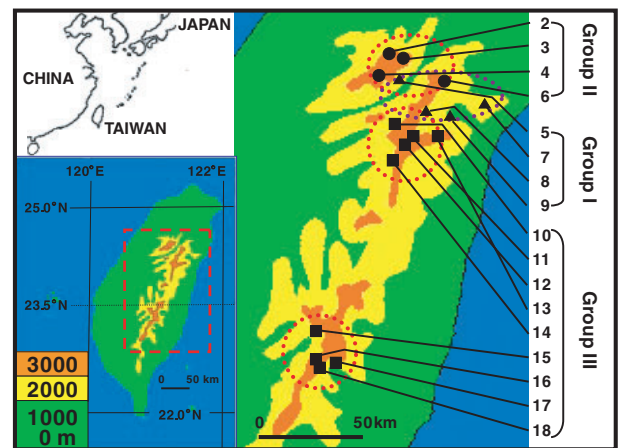 JAPAN
CHINA
TAIWAN
120°E
122°E
25.0°N
23.5°N
22.0°N
0 50 km
3000
2000
1000
0 m
0 50km
2
3
4
6
Group II
5
7
8
9
Group I
10
11
12
13
14
15
16
17
18
Group III